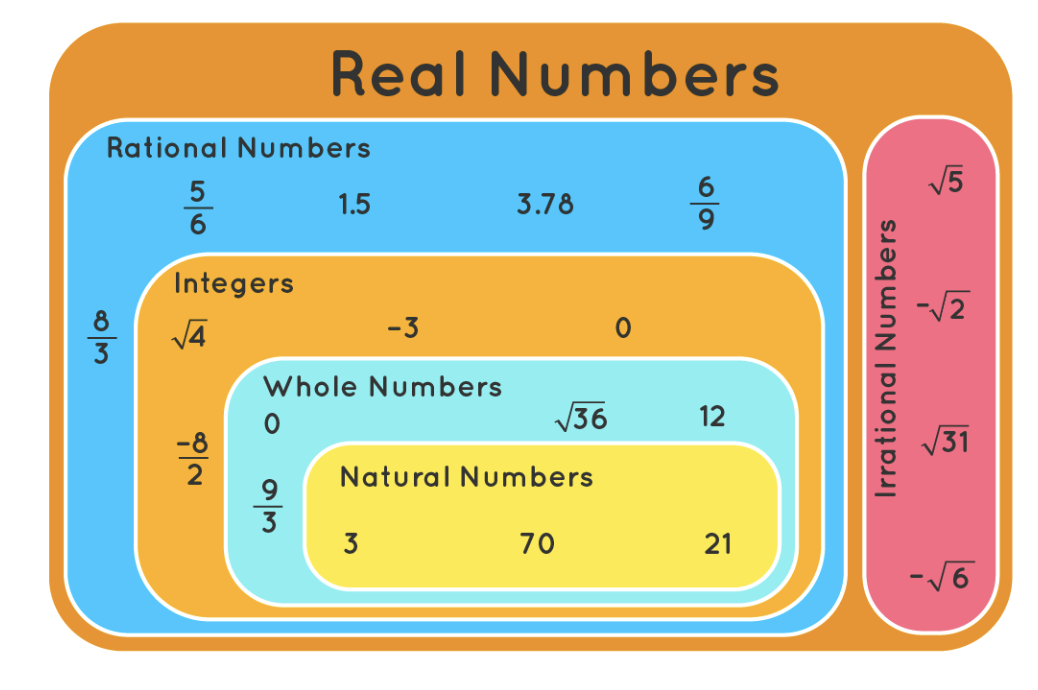 Real Numbers
Rational Numbers
5/6 1.5 3.78 6/9
8/3
Integers
√4 −3 0
−8/2
Whole Numbers
0 √36 12
9/3
Natural Numbers
3 70 21
Irrational Numbers
√5
−√2
√31
−√6